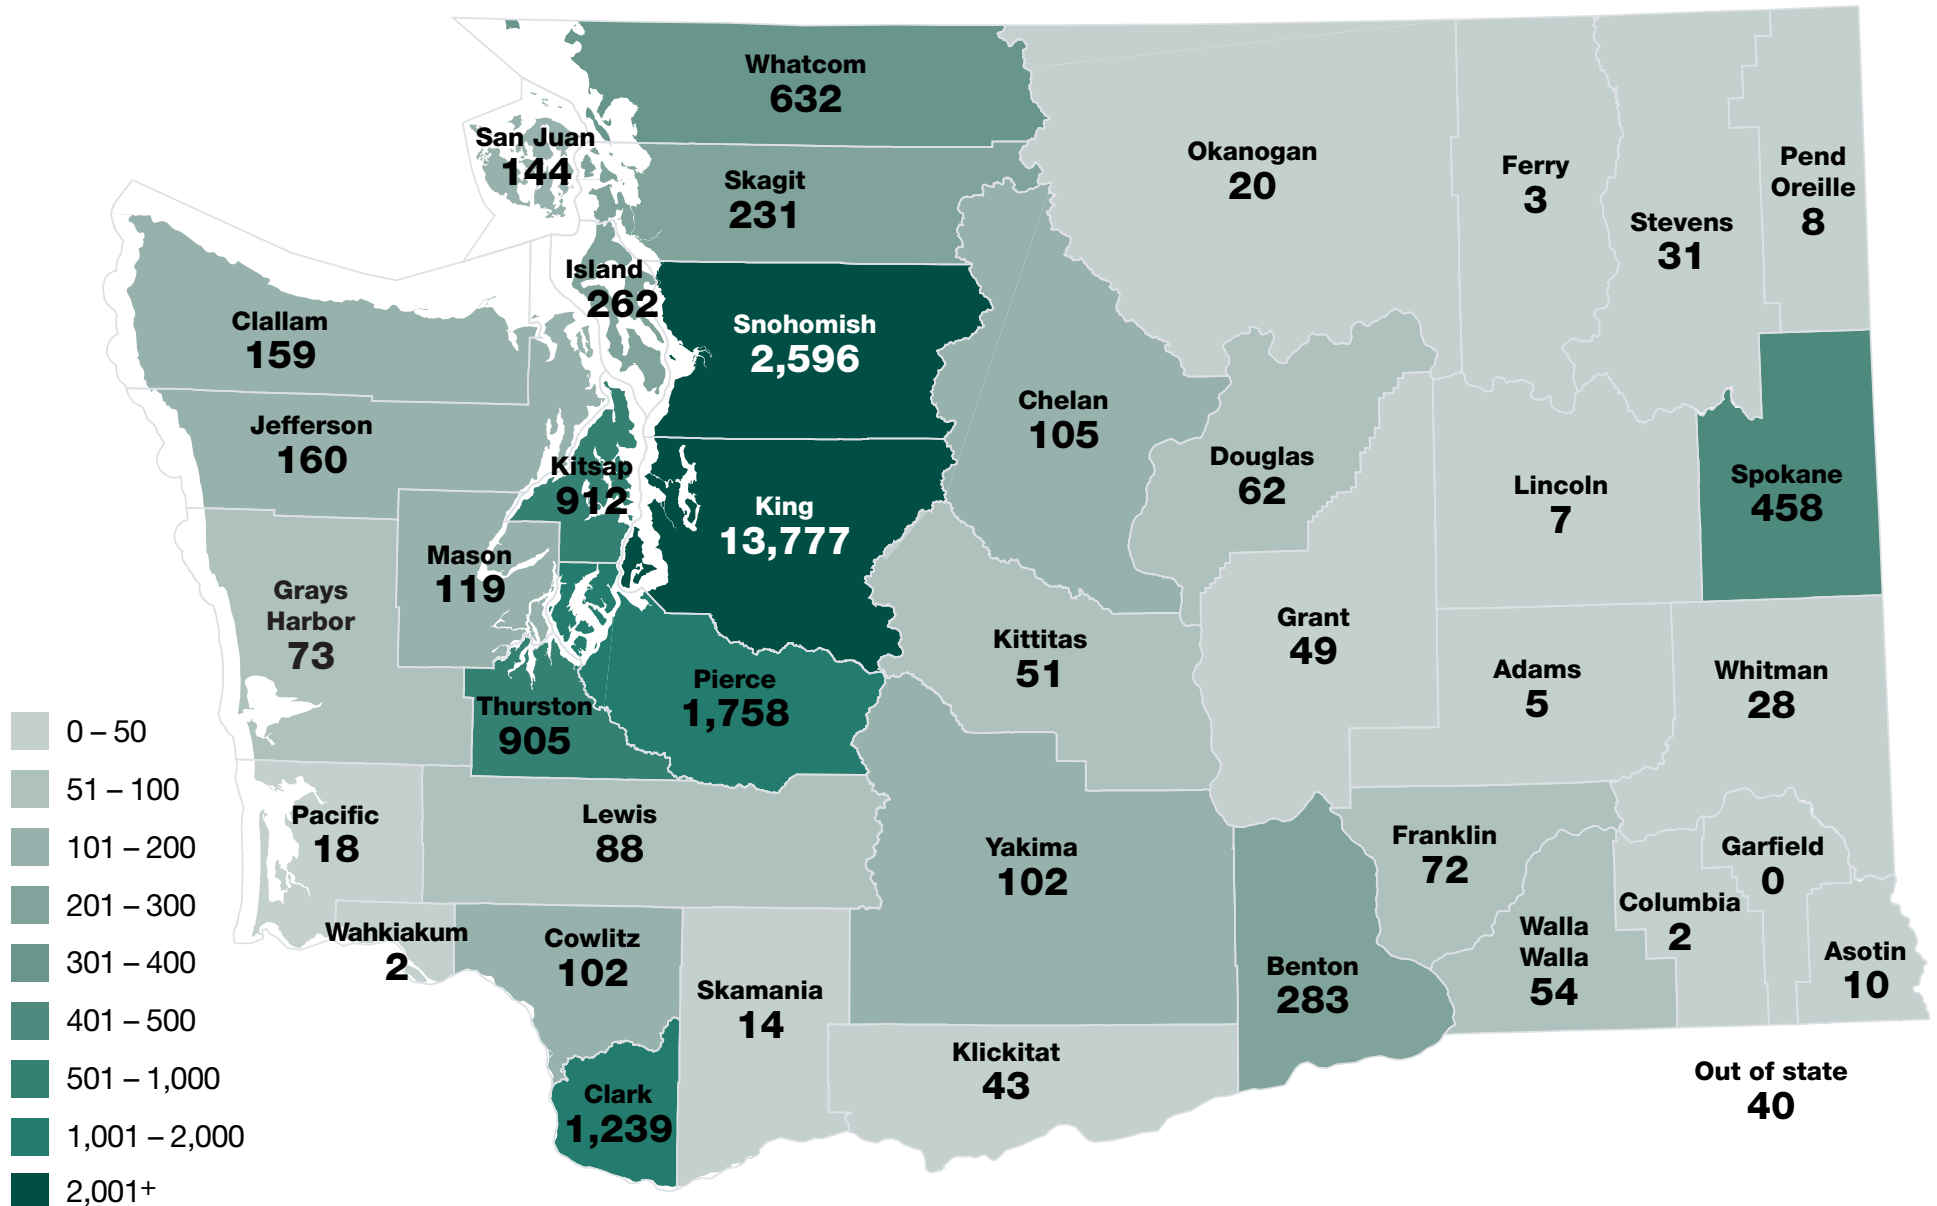 Whatcom
632
San Juan
144
Skagit
231
Okanogan
20
Ferry
3
Stevens
31
Pend
Oreille
8
Island
262
Clallam
159
Snohomish
2,596
Jefferson
160
Chelan
105
Kitsap
912
Douglas
62
Lincoln
7
Spokane
458
King
13,777
Mason
119
Grays
Harbor
73
Kittitas
51
Grant
49
Adams
5
Whitman
28
Thurston
905
Pierce
1,758
Pacific
18
Lewis
88
Yakima
102
Franklin
72
Garfield
0
Columbia
2
Walla
Walla
54
Asotin
10
Wahkiakum
2
Cowlitz
102
Skamania
14
Benton
283
Klickitat
43
Clark
1,239
Out of state
40
0 – 50
51 – 100
101 – 200
201 – 300
301 – 400
401 – 500
501 – 1,000
1,001 – 2,000
2,001+